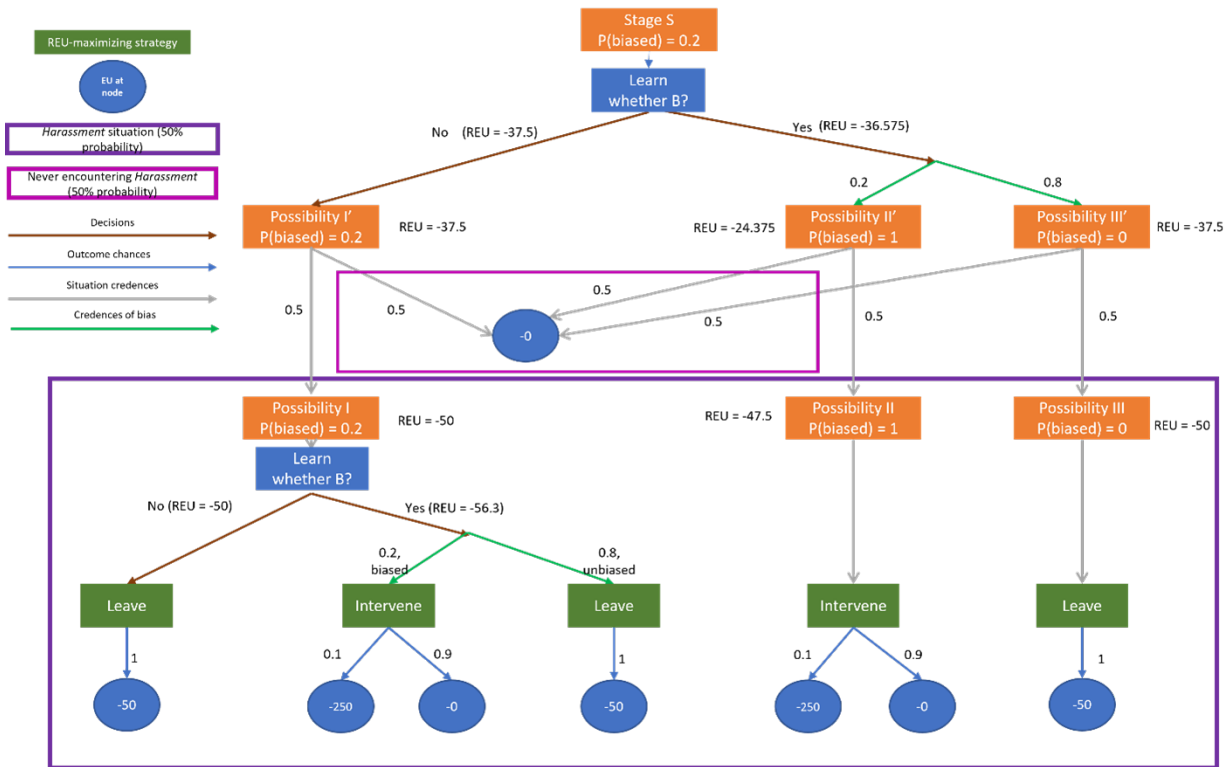 Stage S
P(biased) = 0.2
REU-maximizing strategy
EU at
node
Learn
whether B?
Harassment situation (50%
probability)
No (REU = -37.5)
Yes (REU = -36.575)
Never encountering Harassment
(50% probability)
0.2
0.8
Decisions
Outcome chances
Situation credences
Credences of bias
Possibility I′
P(biased) = 0.2
REU = -37.5
REU = -24.375
Possibility II′
P(biased) = 1
Possibility III′
P(biased) = 0
REU = -37.5
0.5
0.5
0.5
0.5
0.5
0.5
-0
Possibility I
P(biased) = 0.2
REU = -50
REU = -47.5
Possibility II
P(biased) = 1
Possibility III
P(biased) = 0
REU = -50
Learn
whether B?
No (REU = -50)
Yes (REU = -56.3)
0.2,
biased
0.8,
unbiased
Leave
Intervene
Leave
Intervene
Leave
1
0.1
0.9
1
0.1
0.9
1
-50
-250
-0
-50
-250
-0
-50